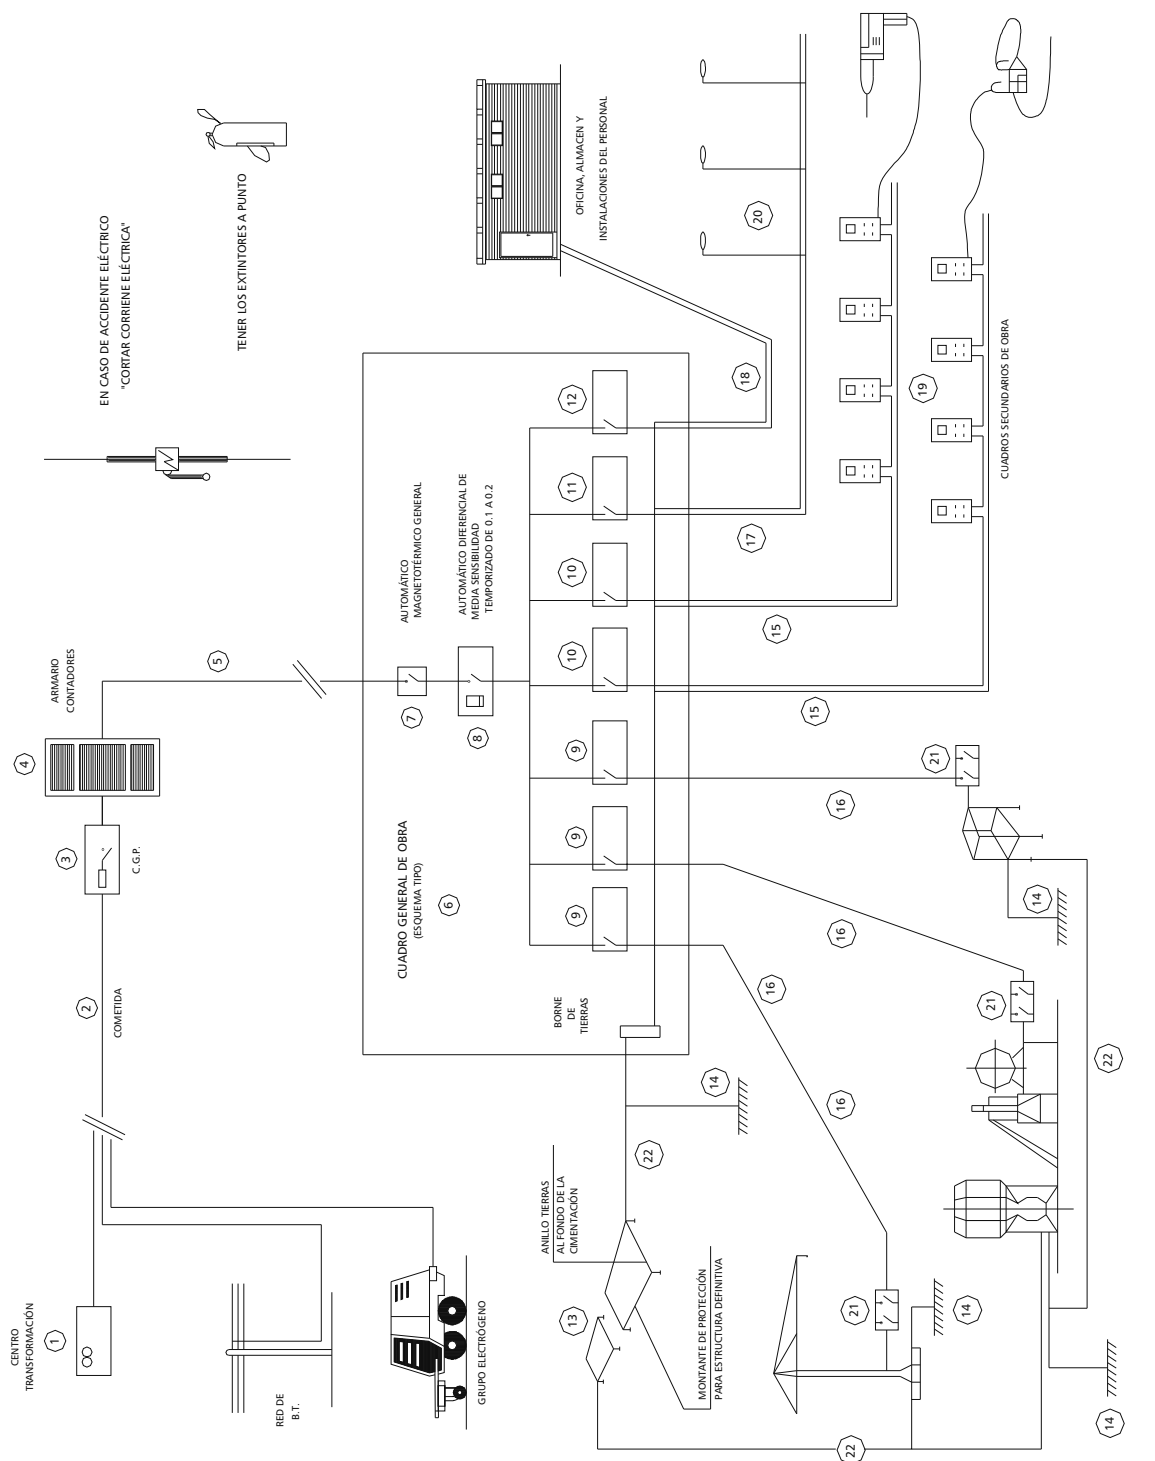 CENTRO
TRANSFORMACIÓN
1
RED DE
B.T.
GRUPO ELECTRÓGENO
2
COMETIDA
3
C.G.P.
4
ARMARIO
CONTADORES
5
EN CASO DE ACCIDENTE ELÉCTRICO
"CORTAR CORRIENE ELÉCTRICA"
TENER LOS EXTINTORES A PUNTO
CUADRO GENERAL DE OBRA
(ESQUEMA TIPO)
6
7
AUTOMÁTICO
MAGNETOTÉRMICO GENERAL
8
AUTOMÁTICO DIFERENCIAL DE
MEDIA SENSIBILIDAD
TEMPORIZADO DE 0.1 A 0.2
9
9
9
10
10
11
12
BORNE
DE
TIERRAS
OFICINA, ALMACEN Y
INSTALACIONES DEL PERSONAL
ANILLO TIERRAS
AL FONDO DE LA
CIMENTACIÓN
13
22
14
MONTANTE DE PROTECCIÓN
PARA ESTRUCTURA DEFINITIVA
16
16
16
16
15
15
17
18
20
19
CUADROS SECUNDARIOS DE OBRA
21
21
21
14
14
14
22
22